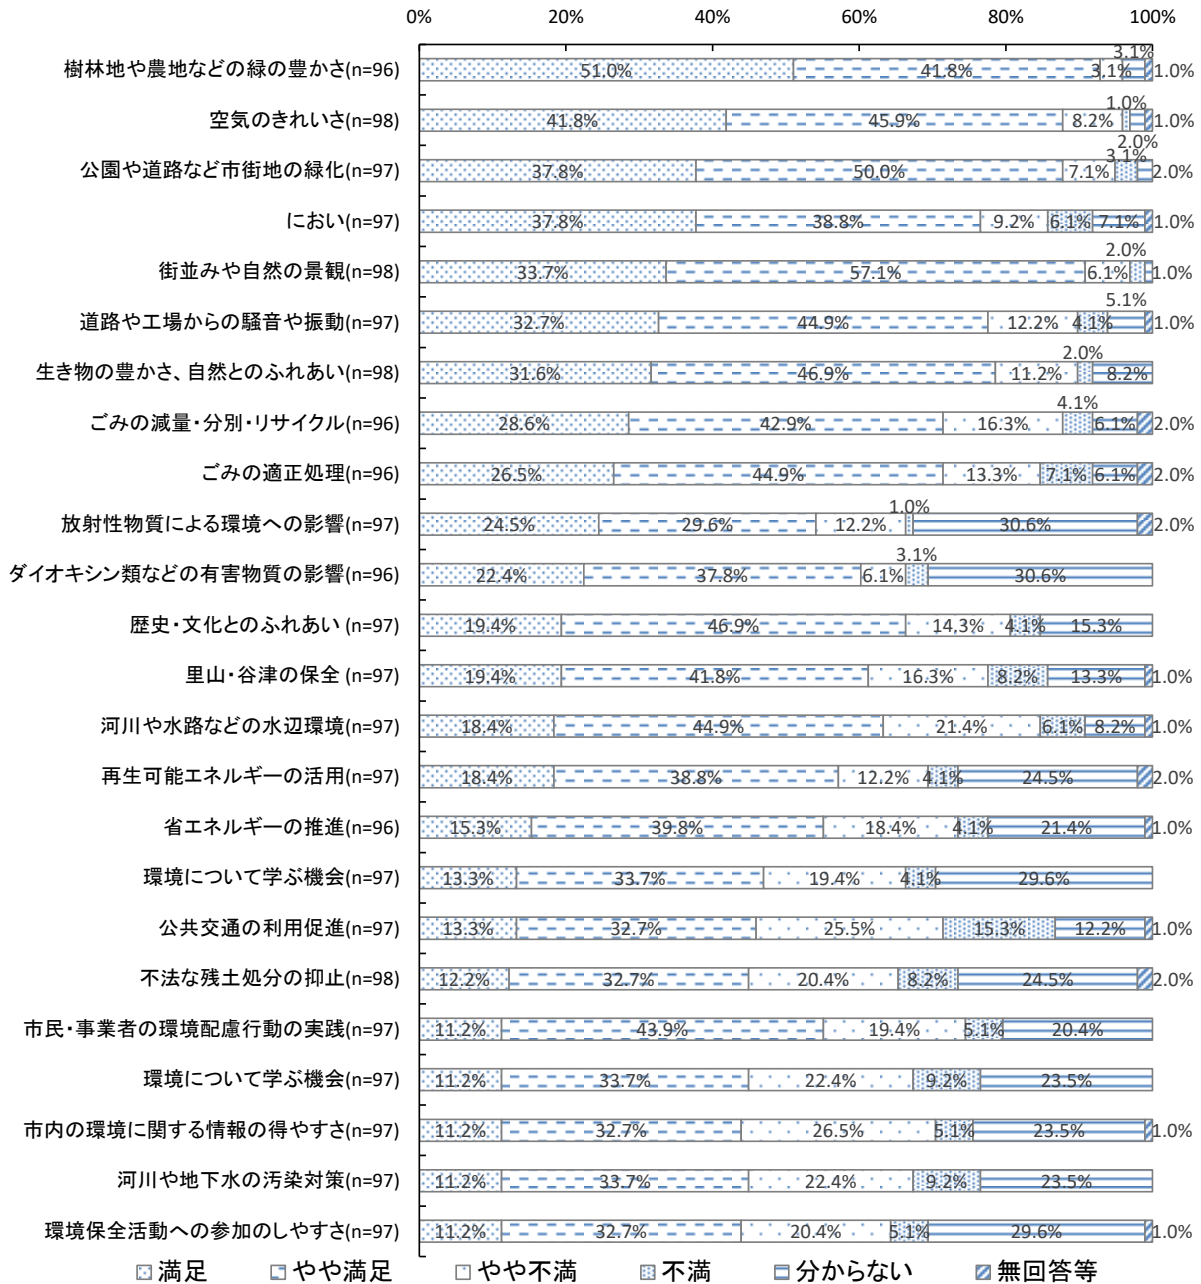 0% 20% 40% 60% 80% 100%
樹林地や農地などの緑の豊かさ(n=96) 51.0% 41.8% 3.1% 3.1% 1.0%
空気のきれいさ(n=98) 41.8% 45.9% 8.2% 1.0% 2.0% 1.0%
公園や道路など市街地の緑化(n=97) 37.8% 50.0% 7.1% 3.1% 2.0%
におい(n=97) 37.8% 38.8% 9.2% 6.1% 7.1% 1.0%
街並みや自然の景観(n=98) 33.7% 57.1% 6.1% 2.0% 1.0%
道路や工場からの騒音や振動(n=97) 32.7% 44.9% 12.2% 4.1% 5.1% 1.0%
生き物の豊かさ、自然とのふれあい(n=98) 31.6% 46.9% 11.2% 2.0% 8.2%
ごみの減量・分別・リサイクル(n=96) 28.6% 42.9% 16.3% 4.1% 6.1% 2.0%
ごみの適正処理(n=96) 26.5% 44.9% 13.3% 7.1% 6.1% 2.0%
放射性物質による環境への影響(n=97) 24.5% 29.6% 12.2% 1.0% 30.6% 2.0%
ダイオキシン類などの有害物質の影響(n=96) 22.4% 37.8% 6.1% 3.1% 30.6%
歴史・文化とのふれあい (n=97) 19.4% 46.9% 14.3% 4.1% 15.3%
里山・谷津の保全 (n=97) 19.4% 41.8% 16.3% 8.2% 13.3% 1.0%
河川や水路などの水辺環境(n=97) 18.4% 44.9% 21.4% 6.1% 8.2% 1.0%
再生可能エネルギーの活用(n=97) 18.4% 38.8% 12.2% 4.1% 24.5% 2.0%
省エネルギーの推進(n=96) 15.3% 39.8% 18.4% 4.1% 21.4% 1.0%
環境について学ぶ機会(n=97) 13.3% 33.7% 19.4% 4.1% 29.6%
公共交通の利用促進(n=97) 13.3% 32.7% 25.5% 15.3% 12.2% 1.0%
不法な残土処分の抑止(n=98) 12.2% 32.7% 20.4% 8.2% 24.5% 2.0%
市民・事業者の環境配慮行動の実践(n=97) 11.2% 43.9% 19.4% 5.1% 20.4%
環境について学ぶ機会(n=97) 11.2% 33.7% 22.4% 9.2% 23.5%
市内の環境に関する情報の得やすさ(n=97) 11.2% 32.7% 26.5% 5.1% 23.5% 1.0%
河川や地下水の汚染対策(n=97) 11.2% 33.7% 22.4% 9.2% 23.5%
環境保全活動への参加のしやすさ(n=97) 11.2% 32.7% 20.4% 5.1% 29.6% 1.0%
満足 やや満足 やや不満 不満 分からない 無回答等